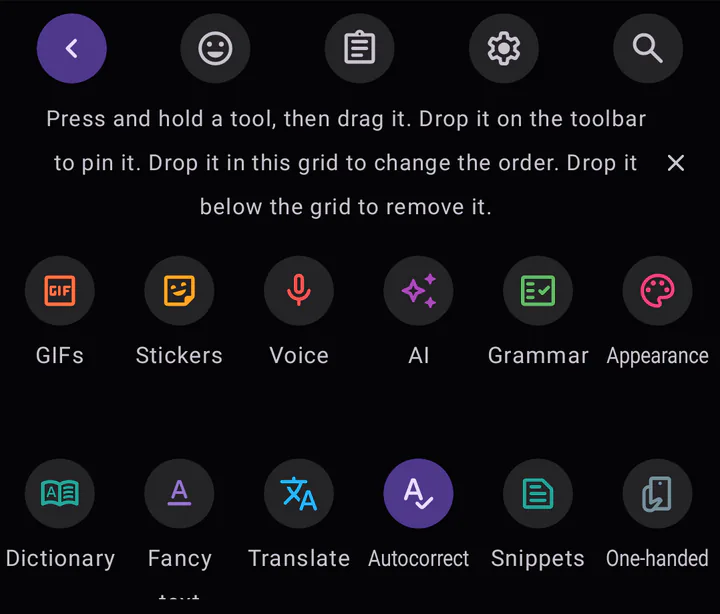 Press and hold a tool, then drag it. Drop it on the toolbar
to pin it. Drop it in this grid to change the order. Drop it
below the grid to remove it.
GIF
GIFs Stickers Voice AI Grammar Appearance
Dictionary Fancy Translate Autocorrect Snippets One-handed
text